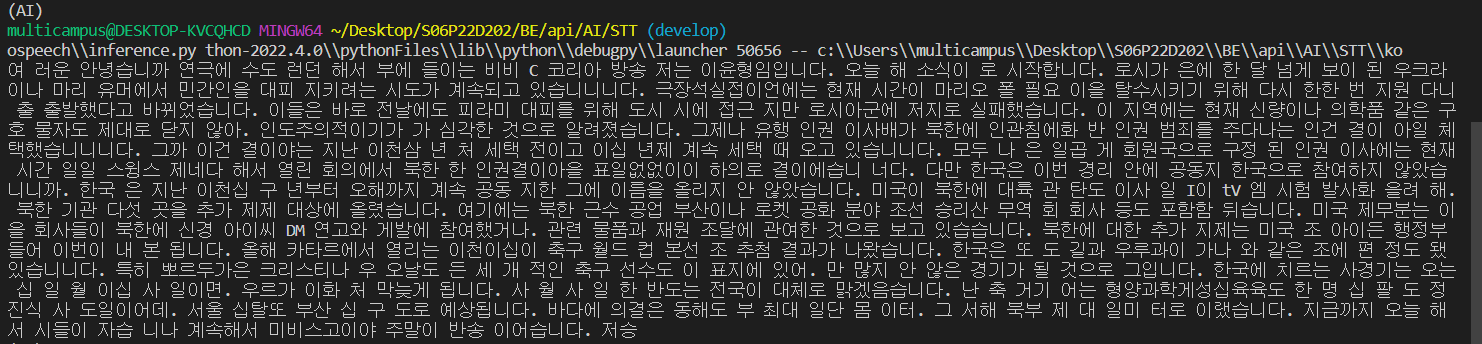 (AI)
multicampus@DESKTOP-KVCQHCD MINGW64 ~/Desktop/S06P22D202/BE/api/AI/STT (develop)
ospeech\\inference.py thon-2022.4.0\\pythonFiles\\lib\\python\\debugpy\\launcher 50656 -- c:\\Users\\multicampus\\Desktop\\S06P22D202\\BE\\api\\AI\\STT\\ko
여 러운 안녕습니까 연극에 수도 런던 해서 부에 들이는 비비 C 코리아 방송 저는 이윤형임입니다. 오늘 해 소식이 로 시작합니다. 로시가 은에 한 달 넘게 보이 된 우크라
이나 마리 유머에서 민간인을 대피 지키려는 시도가 계속되고 있습니니니다. 극장석실접이언에는 현재 시간이 마리오 폴 필요 이을 탈수시키기 위해 다시 한한 번 지원 다니
출 출발했다고 바뀌었습니다. 이들은 바로 전날에도 피라미 대피를 위해 도시 시에 접근 지만 로시아군에 저지로 실패했습니다. 이 지역에는 현재 신량이나 의학품 같은 구
호 물자도 제대로 닫지 않아. 인도주의적이기가 가 심각한 것으로 알려졌습니다. 그제나 유행 인권 이사배가 북한에 인관침에화 반 인권 범죄를 주다나는 인건 결이 아일 체
택했습니니니다. 그까 이건 결이야는 지난 이천삼 년 처 세택 전이고 이십 년제 계속 세택 때 오고 있습니니다. 모두 나 은 일곱 게 회원국으로 구정 된 인권 이사에는 현재
시간 일일 스윙스 제네다 해서 열린 회의에서 북한 한 인권결이아을 표일없없이이 하의로 결이에습니 너다. 다만 한국은 이번 경리 안에 공동지 한국으로 참여하지 않았습
니니까. 한국 은 지난 이천십 구 년부터 오해까지 계속 공동 지한 그에 이름을 올리지 안 않았습니다. 미국이 북한에 대륙 관 탄도 이사 일 I이 tV 엠 시험 발사화 을려 해.
북한 기관 다섯 곳을 추가 제제 대상에 올렸습니다. 여기에는 북한 근수 공업 부산이나 로켓 공화 분야 조선 승리산 무역 회 회사 등도 포함함 뒤습니다. 미국 제무분는 이
을 회사들이 북한에 신경 아이씨 DM 연고와 게발에 참여했거나. 관련 물품과 재원 조달에 관여한 것으로 보고 있습습니다. 북한에 대한 추가 지제는 미국 조 아이든 행정부
들어 이번이 내 본 됩니다. 올해 카타르에서 열리는 이천이십이 축구 월드 컵 본선 조 추첨 결과가 나왔습니다. 한국은 또 도 길과 우루과이 가나 와 같은 조에 편 정도 됐
있습니니다. 특히 뽀르두가은 크리스티나 우 오날도 든 세 개 적인 축구 선수도 이 표지에 있어. 만 많지 안 않은 경기가 될 것으로 그입니다. 한국에 치르는 사경기는 오는
십 일 월 이십 사 일이면. 우르가 이화 처 막늦게 됩니다. 사 월 사 일 한 반도는 전국이 대체로 맑겠음습니다. 난 축 거기 어는 형양과학게성십육육도 한 명 십 팔 도 정
진식 사 도일이어데. 서울 십탈또 부산 십 구 도로 예상됩니다. 바다에 의결은 동해도 부 최대 일단 몸 이터. 그 서해 북부 제 대 일미 터로 이랬습니다. 지금까지 오늘 해
서 시들이 자습 니나 계속해서 미비스고이야 주말이 반송 이어습니다. 저승